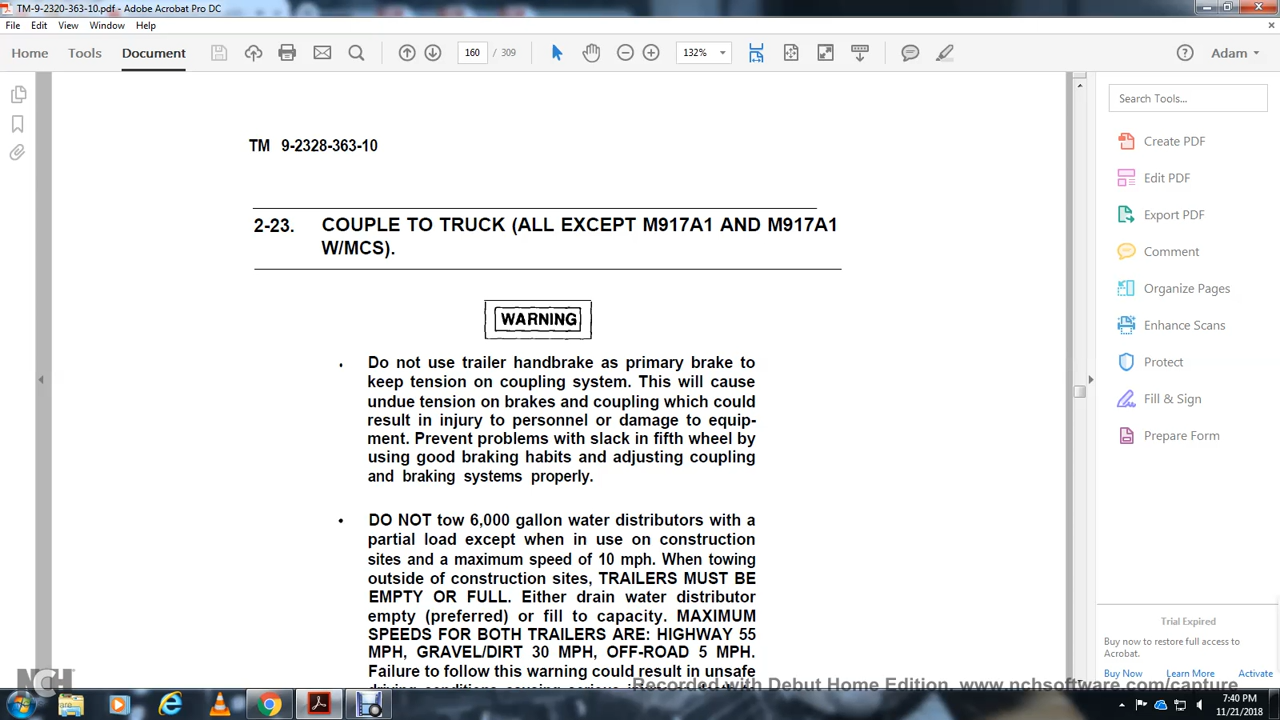 TM-9-2320-363-10.pdf - Adobe Acrobat Pro DC
File Edit View Window Help
Home Tools Document 160 / 309 132% Adam
Search Tools...
Create PDF
Edit PDF
Export PDF
Comment
Organize Pages
Enhance Scans
Protect
Fill & Sign
Prepare Form
TM 9-2328-363-10
2-23. COUPLE TO TRUCK (ALL EXCEPT M917A1 AND M917A1
W/MCS).
WARNING
Do not use trailer handbrake as primary brake to
keep tension on coupling system. This will cause
undue tension on brakes and coupling which could
result in injury to personnel or damage to equip-
ment. Prevent problems with slack in fifth wheel by
using good braking habits and adjusting coupling
and braking systems properly.
DO NOT tow 6,000 gallon water distributors with a
partial load except when in use on construction
sites and a maximum speed of 10 mph. When towing
outside of construction sites, TRAILERS MUST BE
EMPTY OR FULL. Either drain water distributor
empty (preferred) or fill to capacity. MAXIMUM
SPEEDS FOR BOTH TRAILERS ARE: HIGHWAY 55
MPH, GRAVEL/DIRT 30 MPH, OFF-ROAD 5 MPH.
Failure to follow this warning could result in unsafe
Trial Expired
Buy now to restore full access to
Acrobat.
Buy Now Learn More Activate
NCH
Recorded with Debut Home Edition. www.nchsoftware.com/capture
7:40 PM
11/21/2018